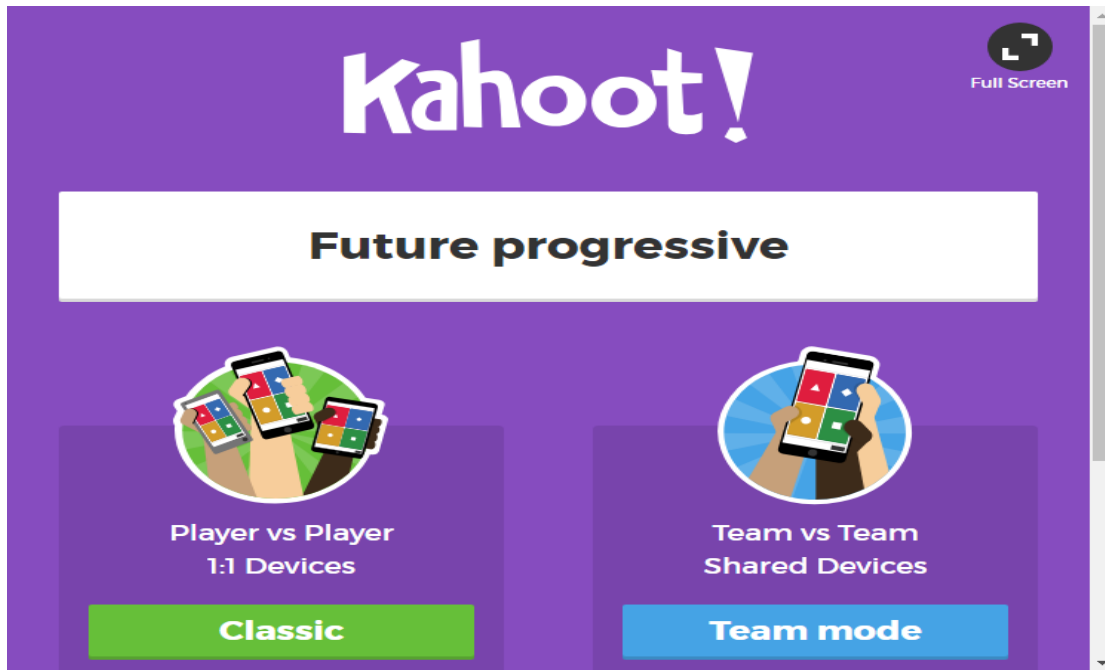 Kahoot!
Full Screen
Future progressive
Player vs Player
1:1 Devices
Classic
Team vs Team
Shared Devices
Team mode